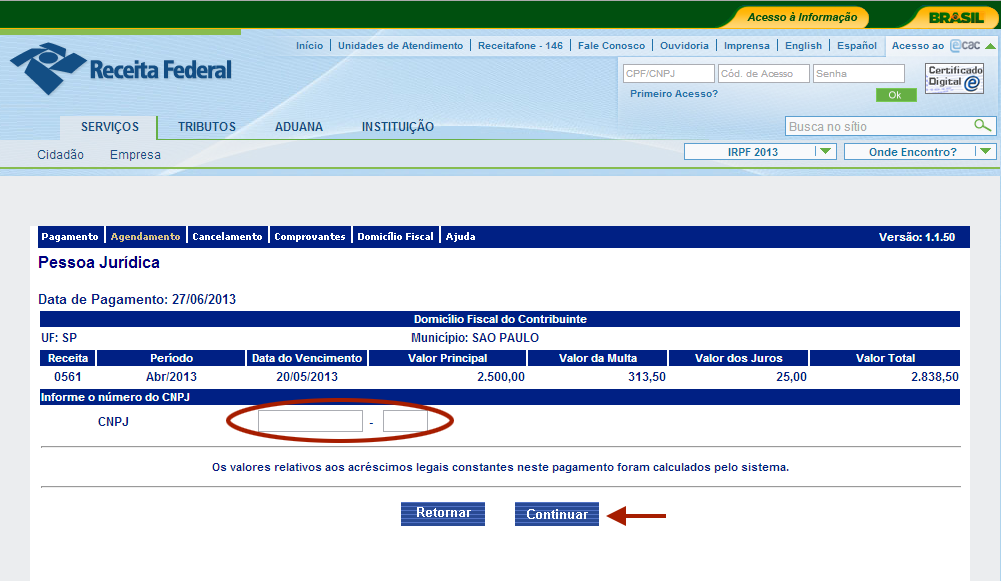 Acesso à Informação BRASIL
Início Unidades de Atendimento Receitafone - 146 Fale Conosco Ouvidoria Imprensa English Español Acesso ao e-cac
Receita Federal
CPF/CNPJ Cód. de Acesso Senha
Certificado
Digital
Primeiro Acesso? Ok
SERVIÇOS TRIBUTOS ADUANA INSTITUIÇÃO
Busca no sítio
Cidadão Empresa
IRPF 2013 Onde Encontro?
Pagamento Agendamento Cancelamento Comprovantes Domicílio Fiscal Ajuda Versão: 1.1.50
Pessoa Jurídica
Data de Pagamento: 27/06/2013
Domicílio Fiscal do Contribuinte
UF: SP Município: SAO PAULO
Receita Período Data do Vencimento Valor Principal Valor da Multa Valor dos Juros Valor Total
0561 Abr/2013 20/05/2013 2.500,00 313,50 25,00 2.838,50
Informe o número do CNPJ
CNPJ -
Os valores relativos aos acréscimos legais constantes neste pagamento foram calculados pelo sistema.
Retornar Continuar